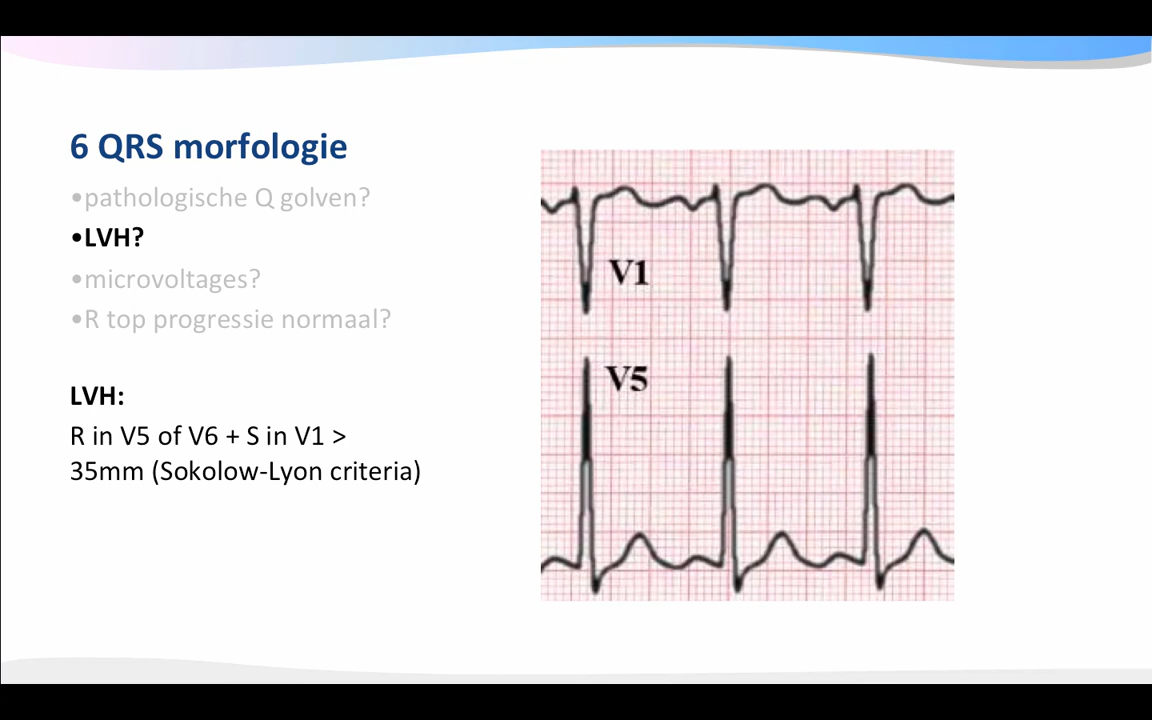 6 QRS morfologie
•pathologische Q golven?
•LVH?
•microvoltages?
•R top progressie normaal?
LVH:
R in V5 of V6 + S in V1 >
35mm (Sokolow-Lyon criteria)
V1
V5